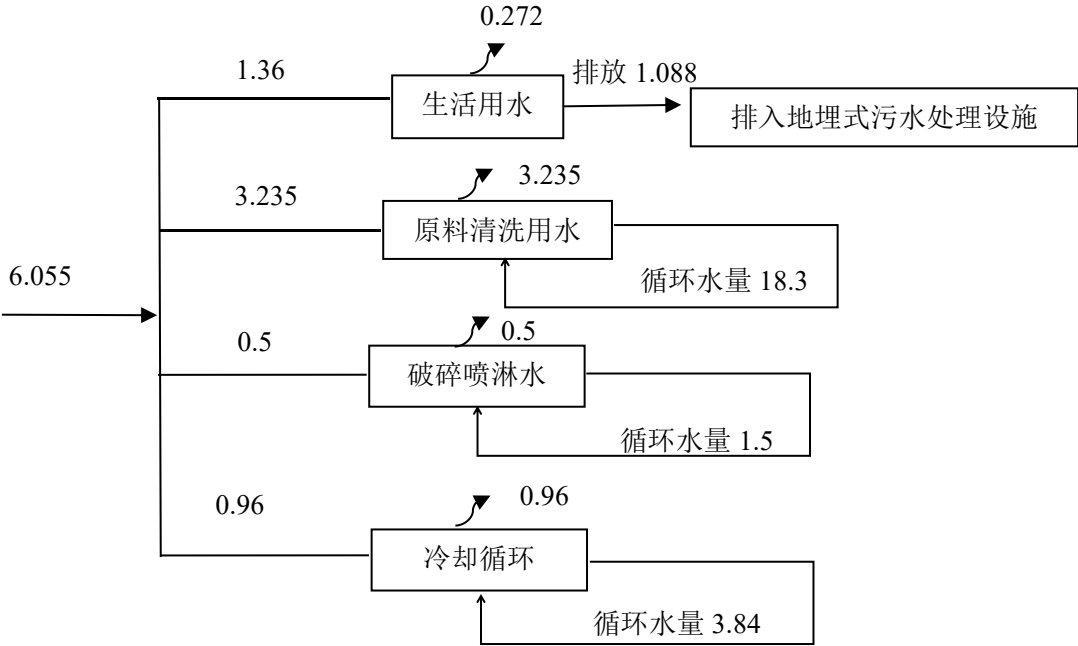 0.272
1.36
排放 1.088
生活用水
排入地埋式污水处理设施
3.235
3.235
原料清洗用水
6.055
循环水量 18.3
0.5
0.5
破碎喷淋水
循环水量 1.5
0.96
0.96
冷却循环
循环水量 3.84